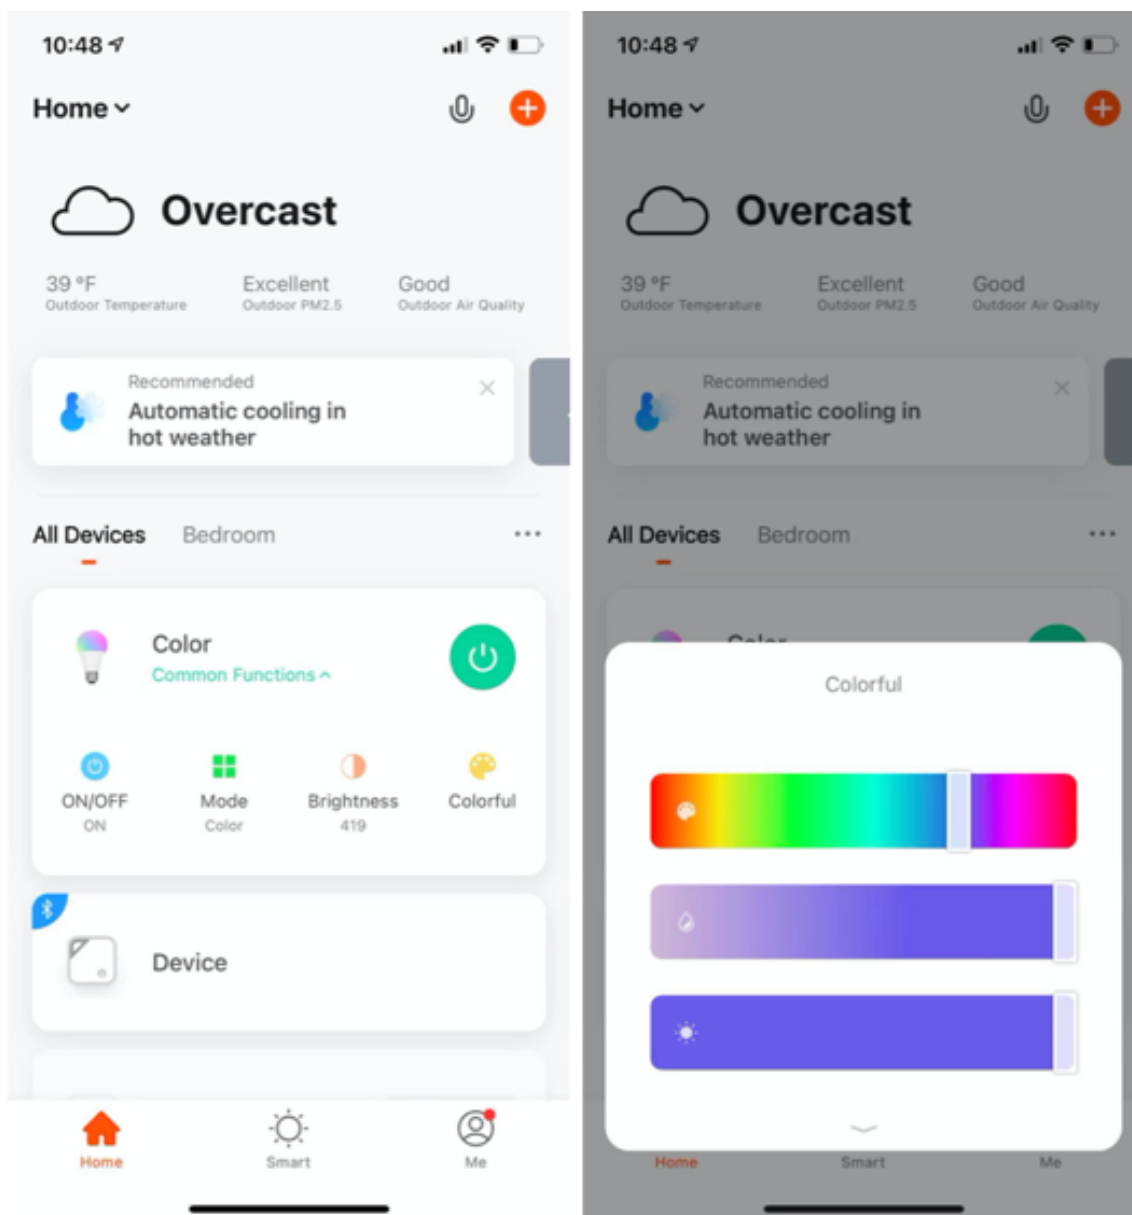 10:48
Home
Overcast
39 °F Excellent Good
Outdoor Temperature Outdoor PM2.5 Outdoor Air Quality
Recommended
Automatic cooling in
hot weather
All Devices Bedroom
Color
Common Functions
ON/OFF Mode Brightness Colorful
ON Color 419
Device
Home Smart Me
10:48
Home
Overcast
39 °F Excellent Good
Outdoor Temperature Outdoor PM2.5 Outdoor Air Quality
Recommended
Automatic cooling in
hot weather
All Devices Bedroom
Color
Colorful
Home Smart Me